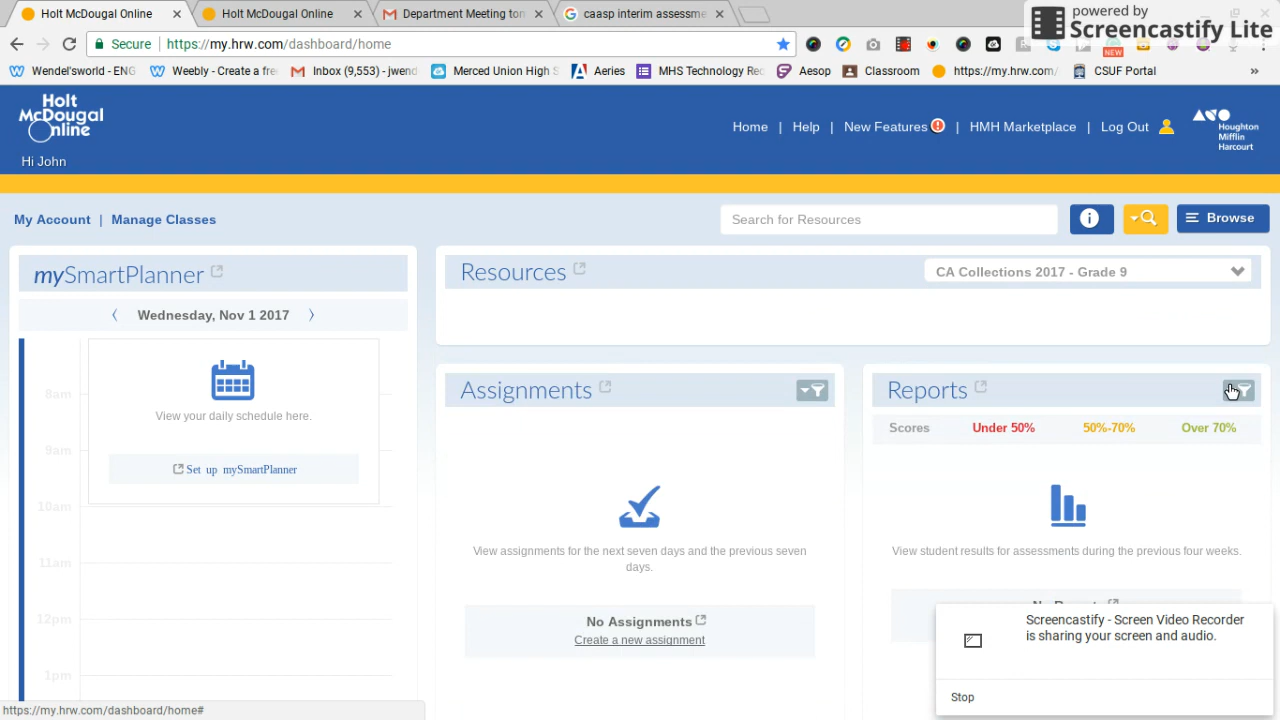 Holt McDougal Online
Holt McDougal Online
Department Meeting ton
caasp interim assessme
powered by
Screencastify Lite
Secure
https://my.hrw.com/dashboard/home
NEW
Wendel'sworld - ENG
Weebly - Create a fre
Inbox (9,553) - jwend
Merced Union High S
Aeries
MHS Technology Re
Aesop
Classroom
https://my.hrw.com/
CSUF Portal
»
Holt
McDougal
Online
Hi John
Home | Help | New Features | HMH Marketplace | Log Out
Houghton
Mifflin
Harcourt
My Account | Manage Classes
Search for Resources
Browse
mySmartPlanner
Wednesday, Nov 1 2017
8am
View your daily schedule here.
9am
Set up mySmartPlanner
10am
11am
12pm
1pm
Resources
CA Collections 2017 - Grade 9
Assignments
View assignments for the next seven days and the previous seven
days.
No Assignments
Create a new assignment
Reports
Scores Under 50% 50%-70% Over 70%
View student results for assessments during the previous four weeks.
Screencastify - Screen Video Recorder
is sharing your screen and audio.
Stop
https://my.hrw.com/dashboard/home#